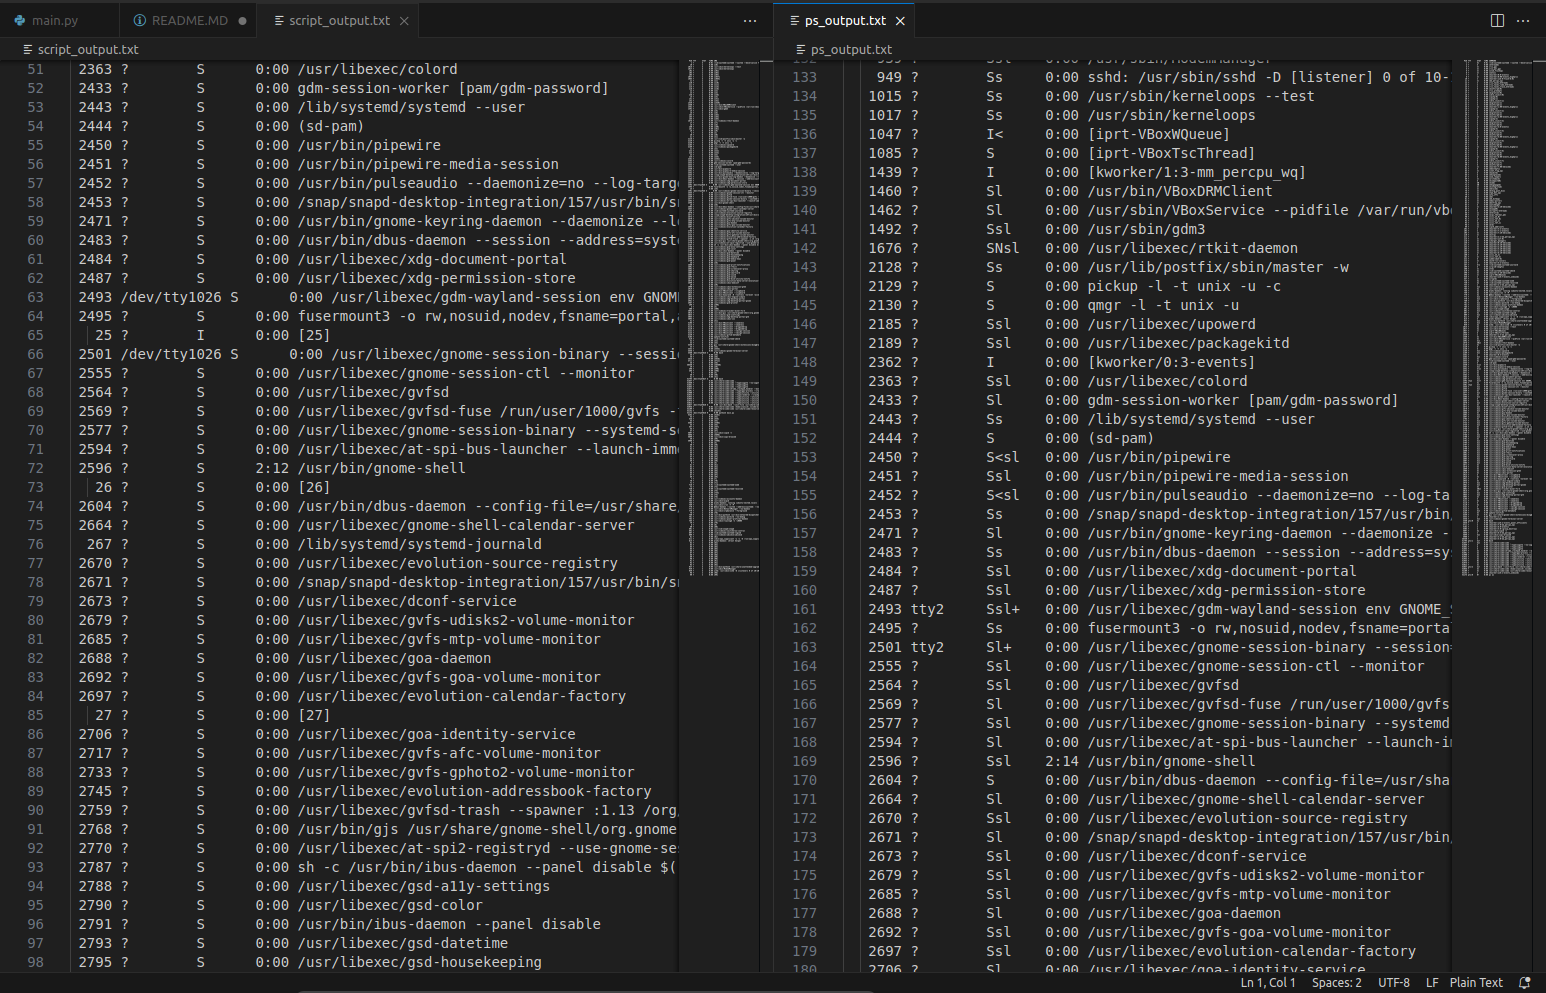 main.py README.MD script_output.txt
script_output.txt
51 2363 ? S 0:00 /usr/libexec/colord
52 2433 ? S 0:00 gdm-session-worker [pam/gdm-password]
53 2443 ? S 0:00 /lib/systemd/systemd --user
54 2444 ? S 0:00 (sd-pam)
55 2450 ? S 0:00 /usr/bin/pipewire
56 2451 ? S 0:00 /usr/bin/pipewire-media-session
57 2452 ? S 0:00 /usr/bin/pulseaudio --daemonize=no --log-targ
58 2453 ? S 0:00 /snap/snapd-desktop-integration/157/usr/bin/s
59 2471 ? S 0:00 /usr/bin/gnome-keyring-daemon --daemonize --l
60 2483 ? S 0:00 /usr/bin/dbus-daemon --session --address=syst
61 2484 ? S 0:00 /usr/libexec/xdg-document-portal
62 2487 ? S 0:00 /usr/libexec/xdg-permission-store
63 2493 /dev/tty1026 S 0:00 /usr/libexec/gdm-wayland-session env GNOM
64 2495 ? S 0:00 fusermount3 -o rw,nosuid,nodev,fsname=portal,
65 25 ? I 0:00 [25]
66 2501 /dev/tty1026 S 0:00 /usr/libexec/gnome-session-binary --sessi
67 2555 ? S 0:00 /usr/libexec/gnome-session-ctl --monitor
68 2564 ? S 0:00 /usr/libexec/gvfsd
69 2569 ? S 0:00 /usr/libexec/gvfsd-fuse /run/user/1000/gvfs -
70 2577 ? S 0:00 /usr/libexec/gnome-session-binary --systemd-s
71 2594 ? S 0:00 /usr/libexec/at-spi-bus-launcher --launch-imm
72 2596 ? S 2:12 /usr/bin/gnome-shell
73 26 ? S 0:00 [26]
74 2604 ? S 0:00 /usr/bin/dbus-daemon --config-file=/usr/share/
75 2664 ? S 0:00 /usr/libexec/gnome-shell-calendar-server
76 267 ? S 0:00 /lib/systemd/systemd-journald
77 2670 ? S 0:00 /usr/libexec/evolution-source-registry
78 2671 ? S 0:00 /snap/snapd-desktop-integration/157/usr/bin/s
79 2673 ? S 0:00 /usr/libexec/dconf-service
80 2679 ? S 0:00 /usr/libexec/gvfs-udisks2-volume-monitor
81 2685 ? S 0:00 /usr/libexec/gvfs-mtp-volume-monitor
82 2688 ? S 0:00 /usr/libexec/goa-daemon
83 2692 ? S 0:00 /usr/libexec/gvfs-goa-volume-monitor
84 2697 ? S 0:00 /usr/libexec/evolution-calendar-factory
85 27 ? S 0:00 [27]
86 2706 ? S 0:00 /usr/libexec/goa-identity-service
87 2717 ? S 0:00 /usr/libexec/gvfs-afc-volume-monitor
88 2733 ? S 0:00 /usr/libexec/gvfs-gphoto2-volume-monitor
89 2745 ? S 0:00 /usr/libexec/evolution-addressbook-factory
90 2759 ? S 0:00 /usr/libexec/gvfsd-trash --spawner :1.13 /org/
91 2768 ? S 0:00 /usr/bin/gjs /usr/share/gnome-shell/org.gnome
92 2770 ? S 0:00 /usr/libexec/at-spi2-registryd --use-gnome-se
93 2787 ? S 0:00 sh -c /usr/bin/ibus-daemon --panel disable $(
94 2788 ? S 0:00 /usr/libexec/gsd-a11y-settings
95 2790 ? S 0:00 /usr/libexec/gsd-color
96 2791 ? S 0:00 /usr/bin/ibus-daemon --panel disable
97 2793 ? S 0:00 /usr/libexec/gsd-datetime
98 2795 ? S 0:00 /usr/libexec/gsd-housekeeping
ps_output.txt
ps_output.txt
132 939 ? Ssl 0:00 /usr/sbin/ModemManager
133 949 ? Ss 0:00 sshd: /usr/sbin/sshd -D [listener] 0 of 10-
134 1015 ? Ss 0:00 /usr/sbin/kerneloops --test
135 1017 ? Ss 0:00 /usr/sbin/kerneloops
136 1047 ? I< 0:00 [iprt-VBoxWQueue]
137 1085 ? S 0:00 [iprt-VBoxTscThread]
138 1439 ? I 0:00 [kworker/1:3-mm_percpu_wq]
139 1460 ? Sl 0:00 /usr/bin/VBoxDRMClient
140 1462 ? Sl 0:00 /usr/sbin/VBoxService --pidfile /var/run/vbo
141 1492 ? Ssl 0:00 /usr/sbin/gdm3
142 1676 ? SNsl 0:00 /usr/libexec/rtkit-daemon
143 2128 ? Ss 0:00 /usr/lib/postfix/sbin/master -w
144 2129 ? S 0:00 pickup -l -t unix -u -c
145 2130 ? S 0:00 qmgr -l -t unix -u
146 2185 ? Ssl 0:00 /usr/libexec/upowerd
147 2189 ? Ssl 0:00 /usr/libexec/packagekitd
148 2362 ? I 0:00 [kworker/0:3-events]
149 2363 ? Ssl 0:00 /usr/libexec/colord
150 2433 ? Sl 0:00 gdm-session-worker [pam/gdm-password]
151 2443 ? Ss 0:00 /lib/systemd/systemd --user
152 2444 ? S 0:00 (sd-pam)
153 2450 ? S<sl 0:00 /usr/bin/pipewire
154 2451 ? Ssl 0:00 /usr/bin/pipewire-media-session
155 2452 ? S<sl 0:00 /usr/bin/pulseaudio --daemonize=no --log-ta
156 2453 ? Ss 0:00 /snap/snapd-desktop-integration/157/usr/bin/
157 2471 ? Sl 0:00 /usr/bin/gnome-keyring-daemon --daemonize -
158 2483 ? Ss 0:00 /usr/bin/dbus-daemon --session --address=sys
159 2484 ? Ssl 0:00 /usr/libexec/xdg-document-portal
160 2487 ? Ssl 0:00 /usr/libexec/xdg-permission-store
161 2493 tty2 Ssl+ 0:00 /usr/libexec/gdm-wayland-session env GNOME_
162 2495 ? Ss 0:00 fusermount3 -o rw,nosuid,nodev,fsname=porta
163 2501 tty2 Sl+ 0:00 /usr/libexec/gnome-session-binary --session=
164 2555 ? Ssl 0:00 /usr/libexec/gnome-session-ctl --monitor
165 2564 ? Ssl 0:00 /usr/libexec/gvfsd
166 2569 ? Sl 0:00 /usr/libexec/gvfsd-fuse /run/user/1000/gvfs
167 2577 ? Ssl 0:00 /usr/libexec/gnome-session-binary --systemd
168 2594 ? Sl 0:00 /usr/libexec/at-spi-bus-launcher --launch-i
169 2596 ? Ssl 2:14 /usr/bin/gnome-shell
170 2604 ? S 0:00 /usr/bin/dbus-daemon --config-file=/usr/sha
171 2664 ? Sl 0:00 /usr/libexec/gnome-shell-calendar-server
172 2670 ? Ssl 0:00 /usr/libexec/evolution-source-registry
173 2671 ? Sl 0:00 /snap/snapd-desktop-integration/157/usr/bin/
174 2673 ? Ssl 0:00 /usr/libexec/dconf-service
175 2679 ? Ssl 0:00 /usr/libexec/gvfs-udisks2-volume-monitor
176 2685 ? Ssl 0:00 /usr/libexec/gvfs-mtp-volume-monitor
177 2688 ? Sl 0:00 /usr/libexec/goa-daemon
178 2692 ? Ssl 0:00 /usr/libexec/gvfs-goa-volume-monitor
179 2697 ? Ssl 0:00 /usr/libexec/evolution-calendar-factory
180 2706 ? Sl 0:00 /usr/libexec/goa-identity-service
Ln 1, Col 1 Spaces: 2 UTF-8 LF Plain Text